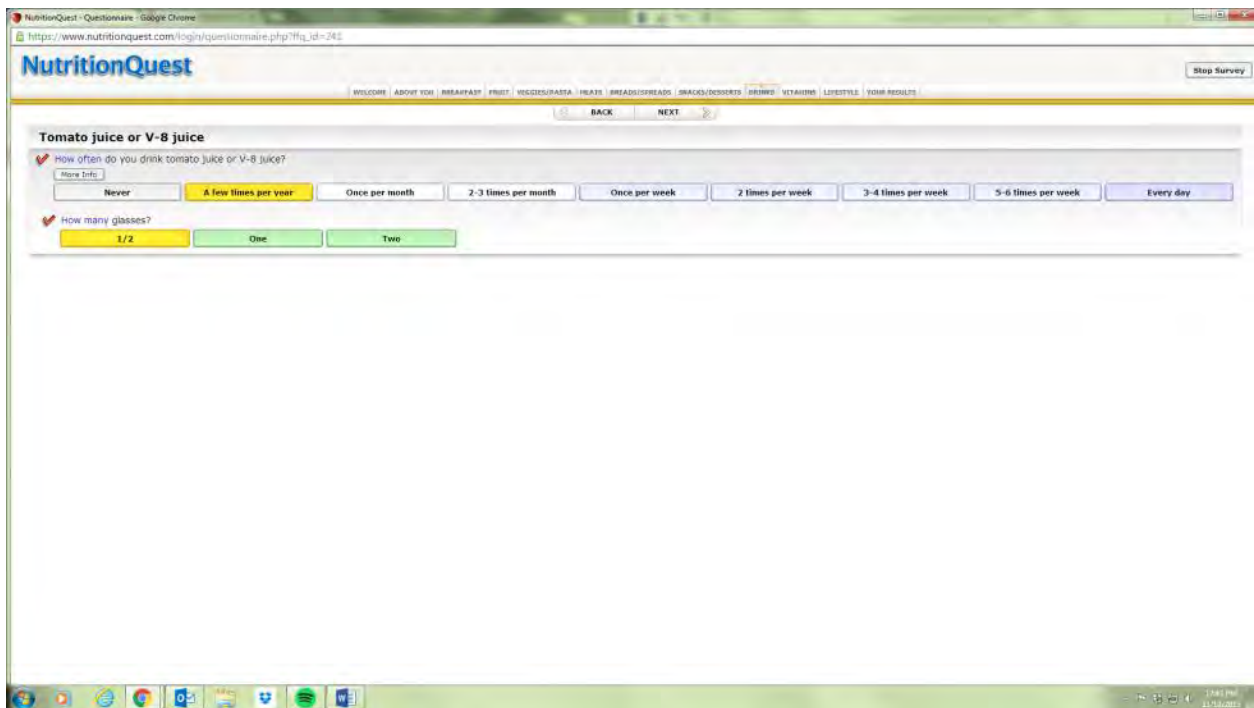 NutritionQuest - Questionnaire - Google Chrome
https://www.nutritionquest.com/login/questionnaire.php?ffq_id=241
NutritionQuest
Stop Survey
WELCOME ABOUT YOU BREAKFAST FRUIT VEGGIES/PASTA MEATS BREADS/SPREADS SNACKS/DESSERTS DRINKS VITAMINS LIFESTYLE YOUR RESULTS
BACK NEXT
Tomato juice or V-8 juice
How often do you drink tomato juice or V-8 juice?
More Info
Never A few times per year Once per month 2-3 times per month Once per week 2 times per week 3-4 times per week 5-6 times per week Every day
How many glasses?
1/2 One Two